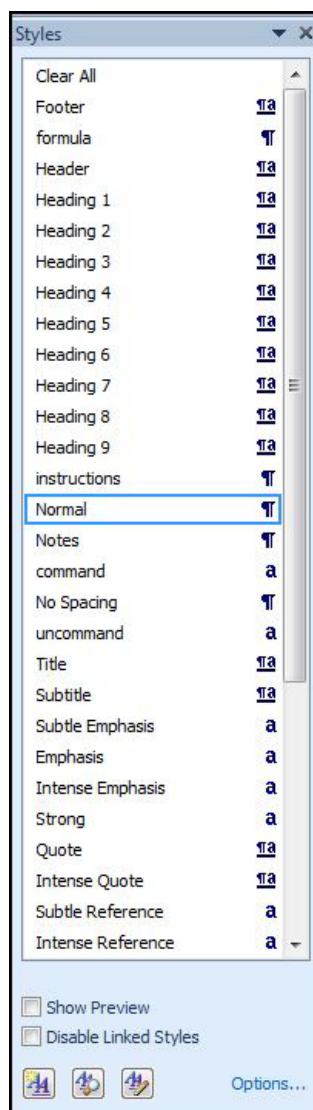 Styles
Clear All
Footer ¶a
formula ¶
Header ¶a
Heading 1 ¶a
Heading 2 ¶a
Heading 3 ¶a
Heading 4 ¶a
Heading 5 ¶a
Heading 6 ¶a
Heading 7 ¶a
Heading 8 ¶a
Heading 9 ¶a
instructions ¶
Normal ¶
Notes ¶
command a
No Spacing ¶
uncommand a
Title ¶a
Subtitle ¶a
Subtle Emphasis a
Emphasis a
Intense Emphasis a
Strong a
Quote ¶a
Intense Quote ¶a
Subtle Reference a
Intense Reference a
Show Preview
Disable Linked Styles
Options...